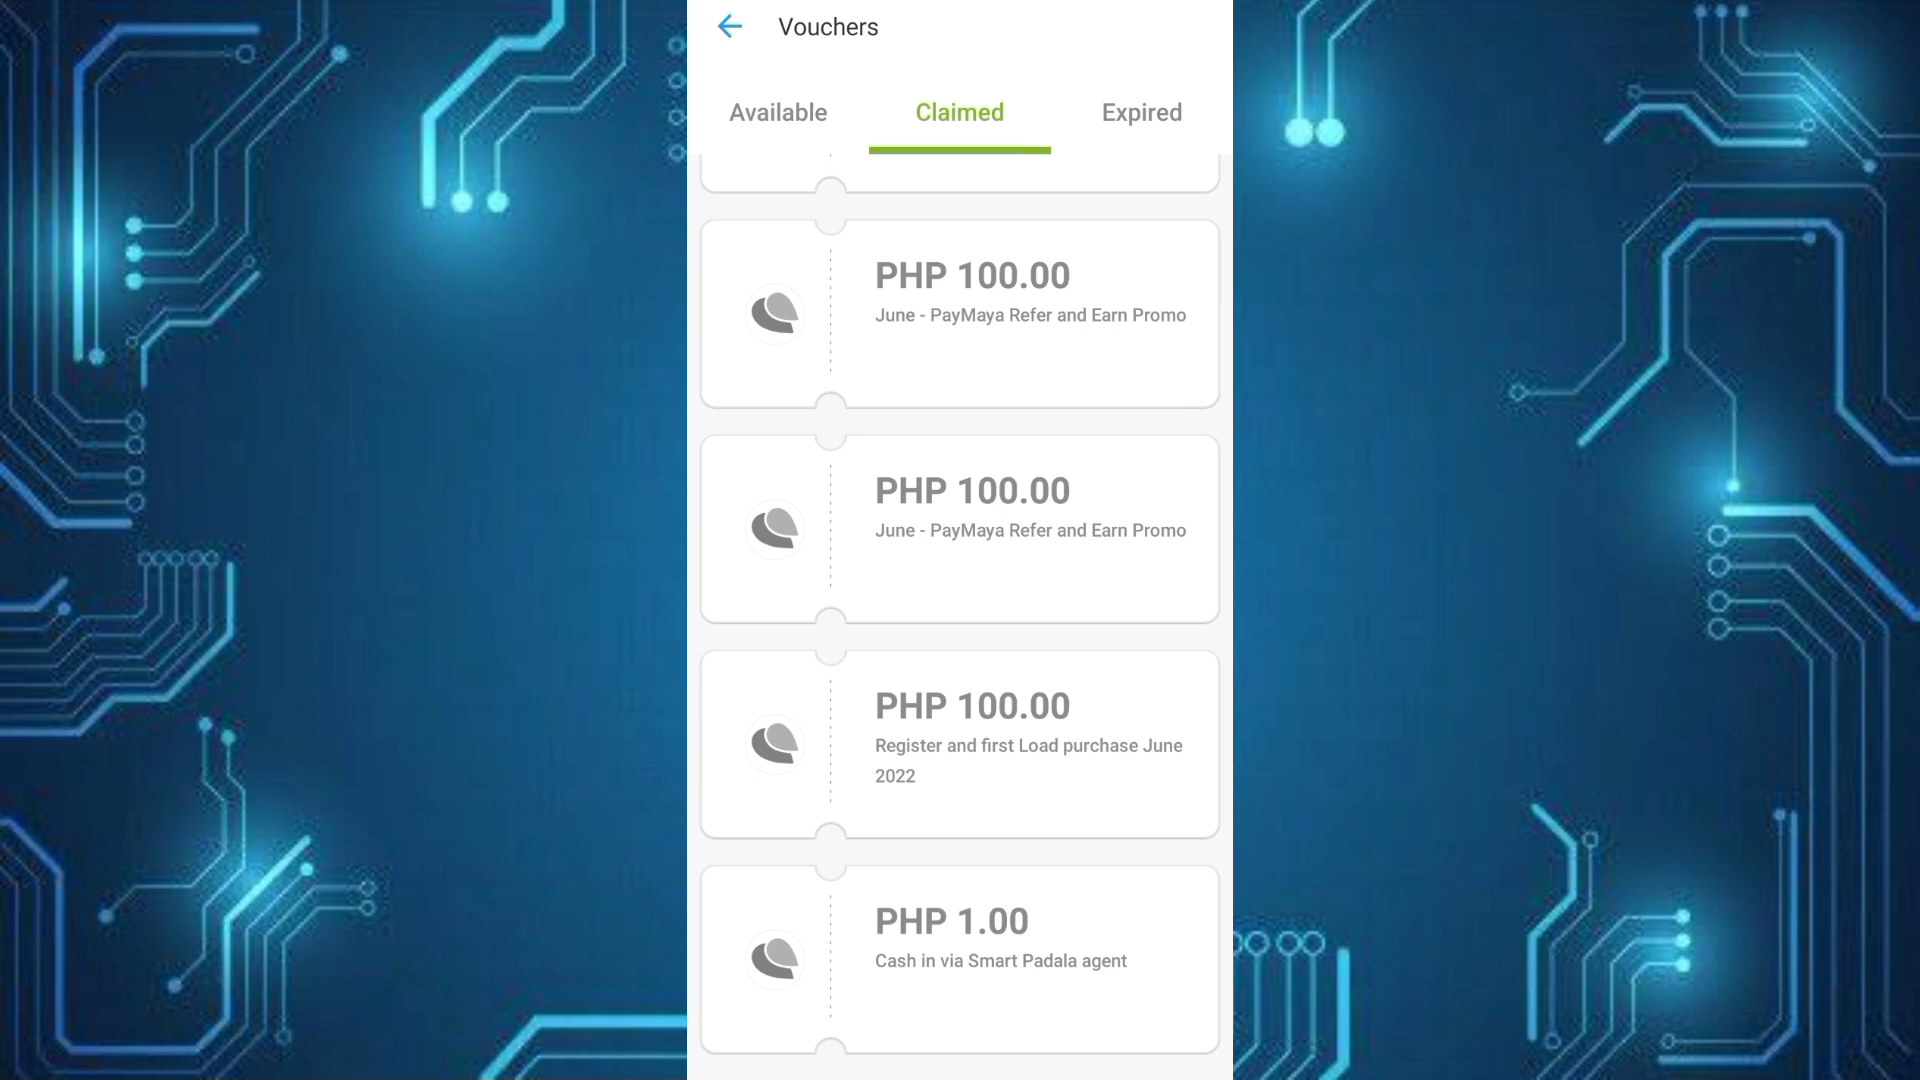 Vouchers
Available Claimed Expired
PHP 100.00
June - PayMaya Refer and Earn Promo
PHP 100.00
June - PayMaya Refer and Earn Promo
PHP 100.00
Register and first Load purchase June
2022
PHP 1.00
Cash in via Smart Padala agent